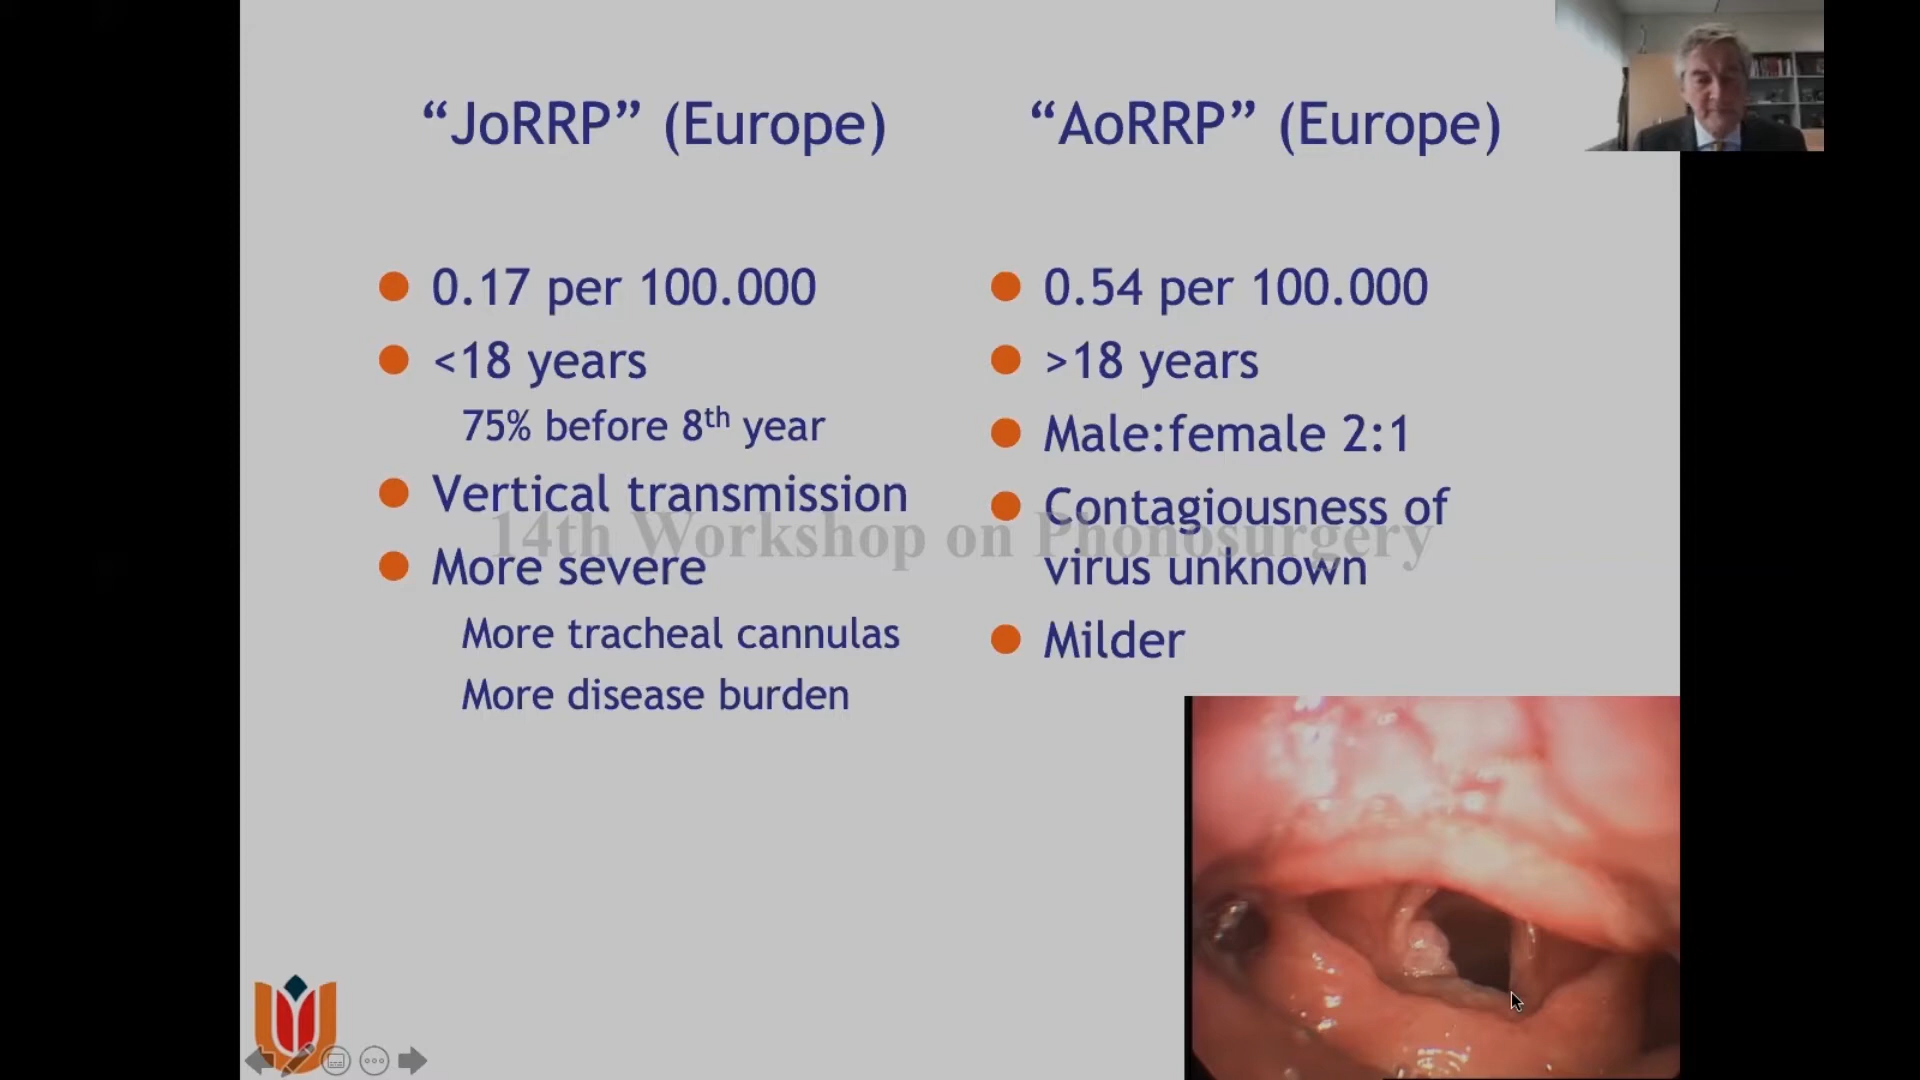 “JoRRP” (Europe)
0.17 per 100.000
<18 years
75% before 8th year
Vertical transmission
More severe
More tracheal cannulas
More disease burden
“AoRRP” (Europe)
0.54 per 100.000
>18 years
Male:female 2:1
Contagiousness of
virus unknown
Milder
14th Workshop on Phonosurgery